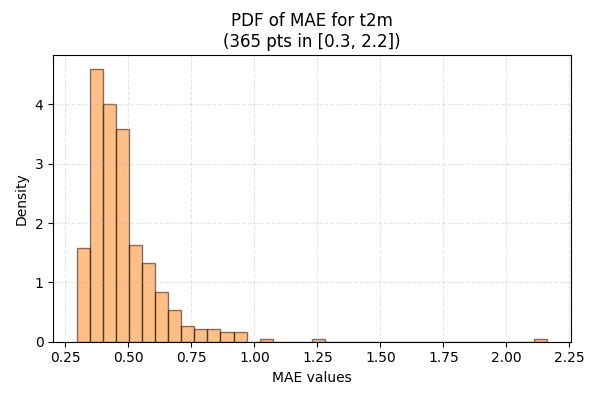 PDF of MAE for t2m
(365 pts in [0.3, 2.2])
Density
4
3
2
1
0
0.25 0.50 0.75 1.00 1.25 1.50 1.75 2.00 2.25
MAE values